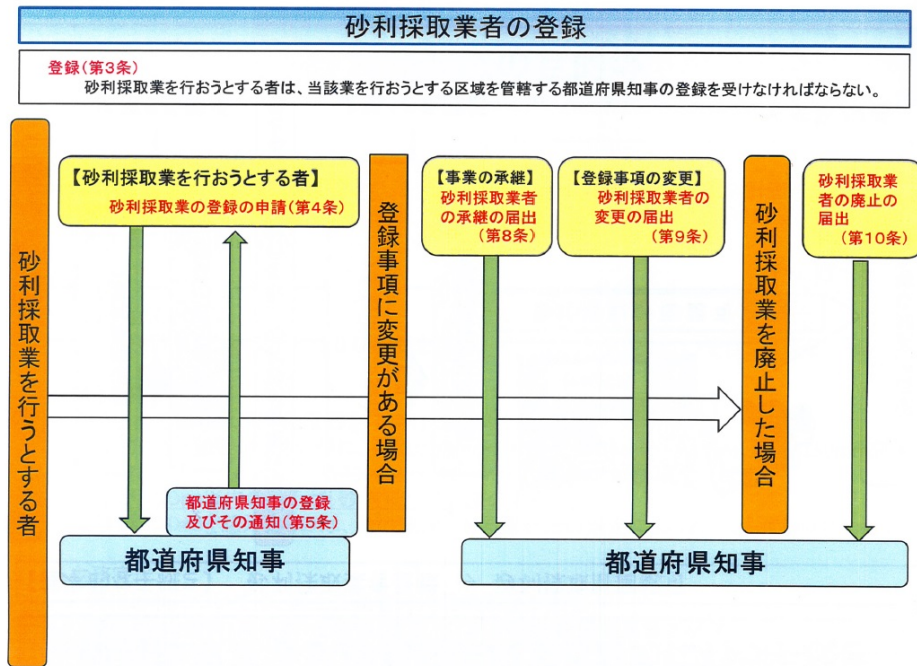 砂利採取業者の登録
登録(第3条)
砂利採取業を行おうとする者は、当該業を行おうとする区域を管轄する都道府県知事の登録を受けなければならない。
砂利採取業を行うとする者
【砂利採取業を行おうとする者】
砂利採取業の登録の申請(第4条)
都道府県知事の登録
及びその通知(第5条)
都道府県知事
登録事項に変更がある場合
【事業の承継】
砂利採取業者
の承継の届出
(第8条)
【登録事項の変更】
砂利採取業者の
変更の届出
(第9条)
砂利採取業を廃止した場合
砂利採取業
者の廃止の
届出
(第10条)
都道府県知事